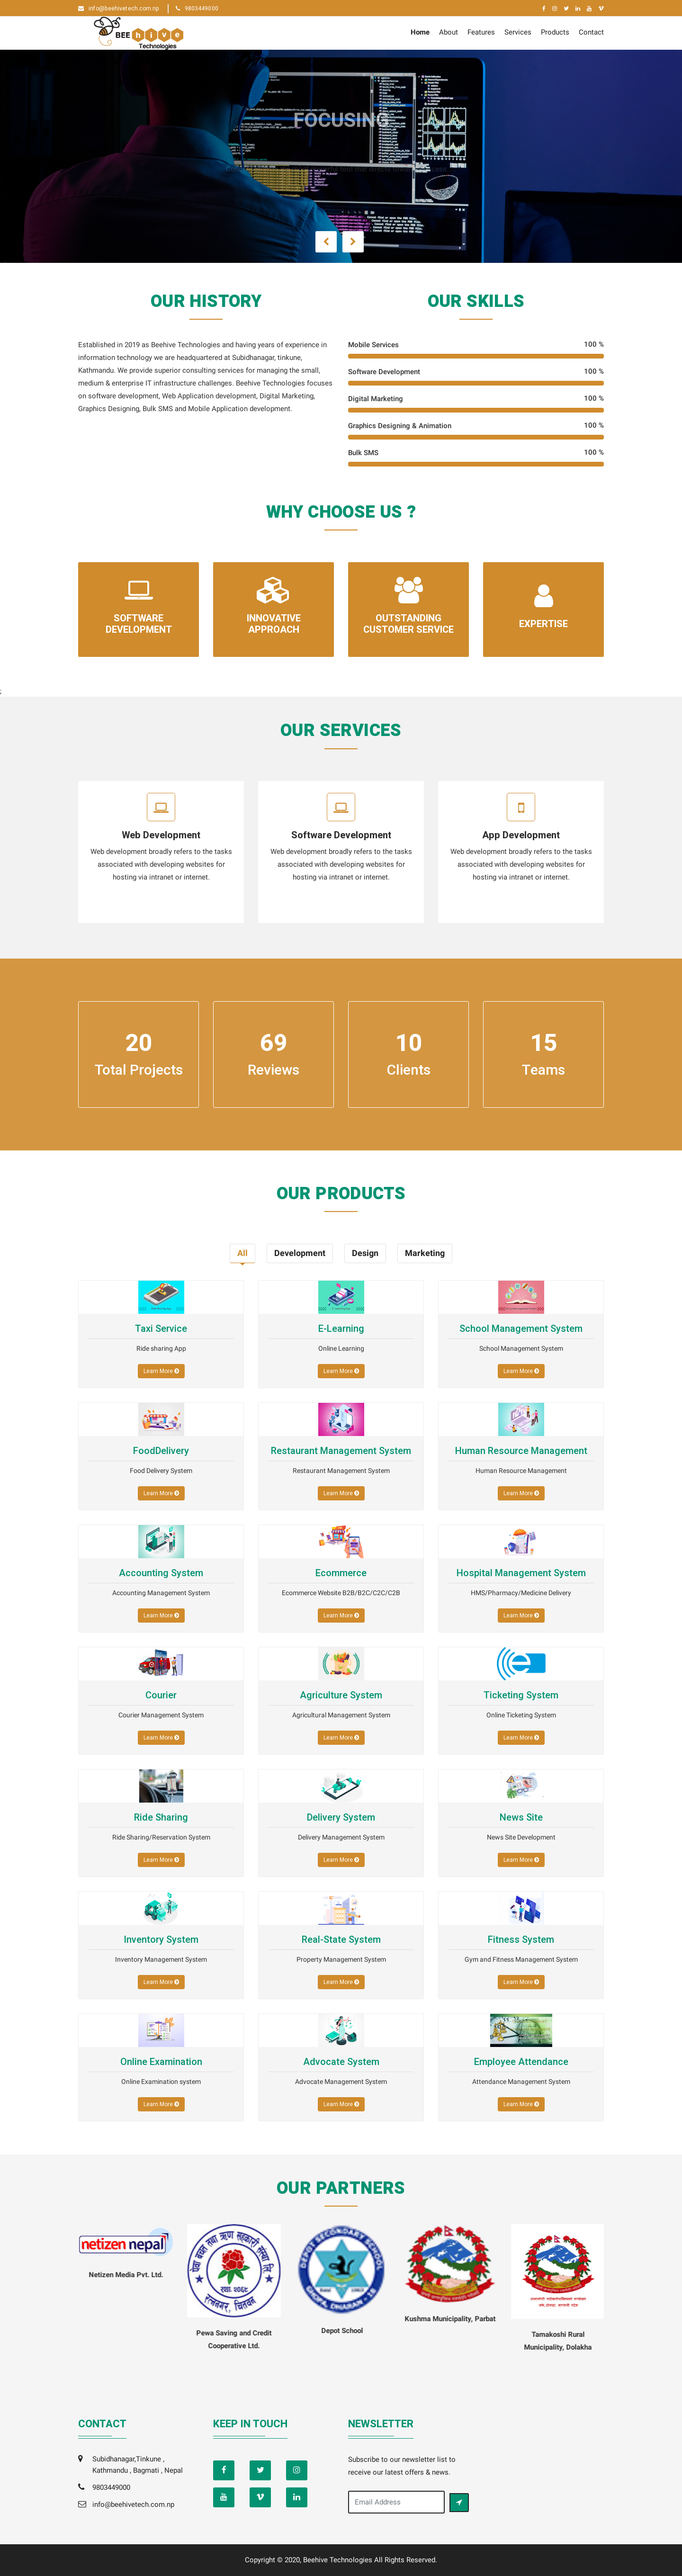 info@beehivetech.com.np
9803449000
BEE hive
Technologies
Home About Features Services Products Contact
FOCUSING
OUR HISTORY
Established in 2019 as Beehive Technologies and having years of experience in
information technology we are headquartered at Subidhanagar, tinkune,
Kathmandu. We provide superior consulting services for managing the small,
medium & enterprise IT infrastructure challenges. Beehive Technologies focuses
on software development, Web Application development, Digital Marketing,
Graphics Designing, Bulk SMS and Mobile Application development.
OUR SKILLS
Mobile Services 100 %
Software Development 100 %
Digital Marketing 100 %
Graphics Designing & Animation 100 %
Bulk SMS 100 %
WHY CHOOSE US ?
SOFTWARE
DEVELOPMENT
INNOVATIVE
APPROACH
OUTSTANDING
CUSTOMER SERVICE
EXPERTISE
;
OUR SERVICES
Web Development
Web development broadly refers to the tasks
associated with developing websites for
hosting via intranet or internet.
Software Development
Web development broadly refers to the tasks
associated with developing websites for
hosting via intranet or internet.
App Development
Web development broadly refers to the tasks
associated with developing websites for
hosting via intranet or internet.
20
Total Projects
69
Reviews
10
Clients
15
Teams
OUR PRODUCTS
All Development Design Marketing
Taxi Service
Ride sharing App
Learn More
E-Learning
Online Learning
Learn More
School Management System
School Management System
Learn More
FoodDelivery
Food Delivery System
Learn More
Restaurant Management System
Restaurant Management System
Learn More
Human Resource Management
Human Resource Management
Learn More
Accounting System
Accounting Management System
Learn More
Ecommerce
Ecommerce Website B2B/B2C/C2C/C2B
Learn More
Hospital Management System
HMS/Pharmacy/Medicine Delivery
Learn More
Courier
Courier Management System
Learn More
Agriculture System
Agricultural Management System
Learn More
Ticketing System
Online Ticketing System
Learn More
Ride Sharing
Ride Sharing/Reservation System
Learn More
Delivery System
Delivery Management System
Learn More
News Site
News Site Development
Learn More
Inventory System
Inventory Management System
Learn More
Real-State System
Property Management System
Learn More
Fitness System
Gym and Fitness Management System
Learn More
Online Examination
Online Examination system
Learn More
Advocate System
Advocate Management System
Learn More
Employee Attendance
Attendance Management System
Learn More
OUR PARTNERS
netizen nepal
Netizen Media Pvt. Ltd.
पेवा बचत तथा ऋण सहकारी संस्था लि.
Pewa Saving and Credit
Cooperative Ltd.
DEPOT SECONDARY SCHOOL
Depot School
Kushma Municipality, Parbat
Tamakoshi Rural
Municipality, Dolakha
CONTACT
Subidhanagar,Tinkune ,
Kathmandu , Bagmati , Nepal
9803449000
info@beehivetech.com.np
KEEP IN TOUCH
NEWSLETTER
Subscribe to our newsletter list to
receive our latest offers & news.
Email Address
Copyright © 2020, Beehive Technologies All Rights Reserved.